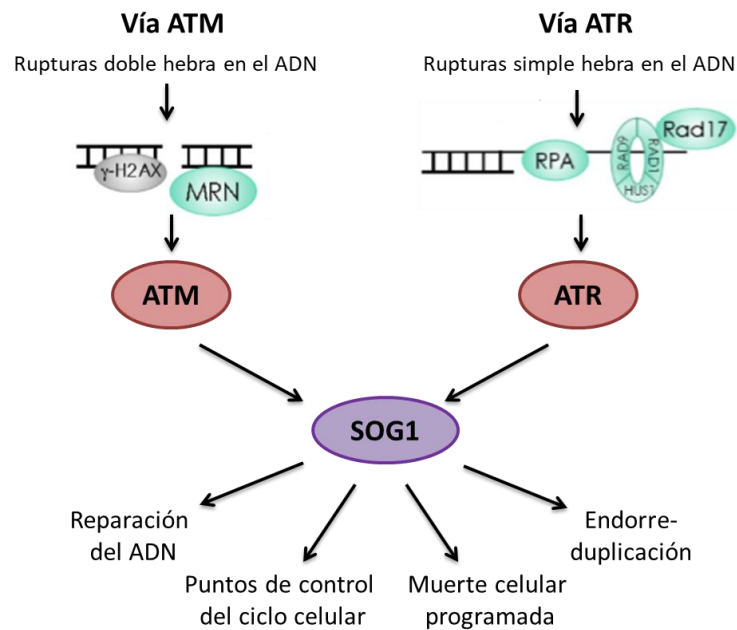 Vía ATM
Vía ATR
Rupturas doble hebra en el ADN
Rupturas simple hebra en el ADN
γ-H2AX
MRN
RPA
RAD9
RAD1
HUS1
Rad17
ATM
ATR
SOG1
Reparación
del ADN
Puntos de control
del ciclo celular
Muerte celular
programada
Endorre-
duplicación